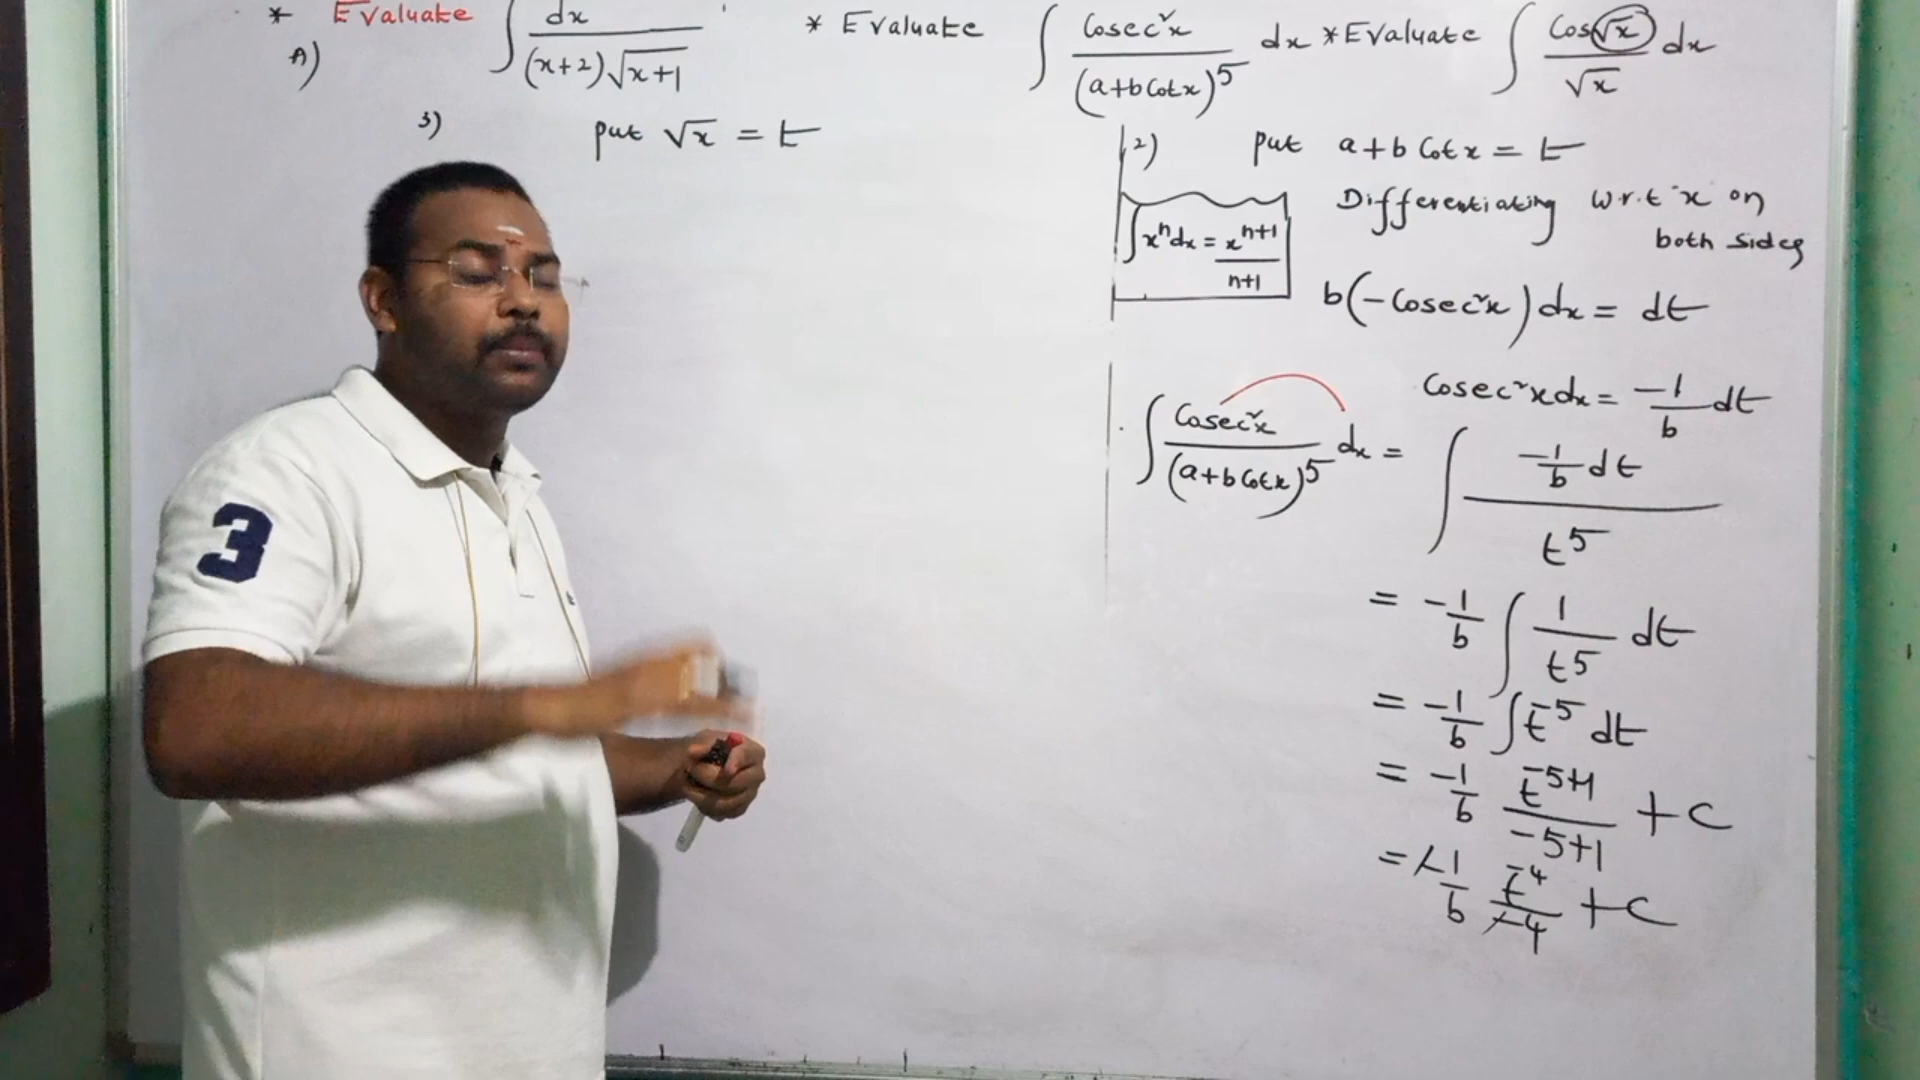 * Evaluate ∫ dx / (x+2)√x+1
* Evaluate ∫ Cosec²x / (a+b Cotx)⁵ dx
* Evaluate ∫ Cos√x / √x dx
A)
3) put √x = t
2) put a+b Cotx = t
Differentiating w.r.t x on
both sides
∫xⁿdx = xⁿ⁺¹ / n+1
b(-Cosec²x)dx = dt
Cosec²xdx = -1/b dt
∫ Cosec²x / (a+b Cotx)⁵ dx = ∫ -1/b dt / t⁵
= -1/b ∫ 1/t⁵ dt
= -1/b ∫ t⁻⁵ dt
= -1/b t⁻⁵⁺¹ / -5+1 + C
= -1/b t⁻⁴ / -4 + C
3